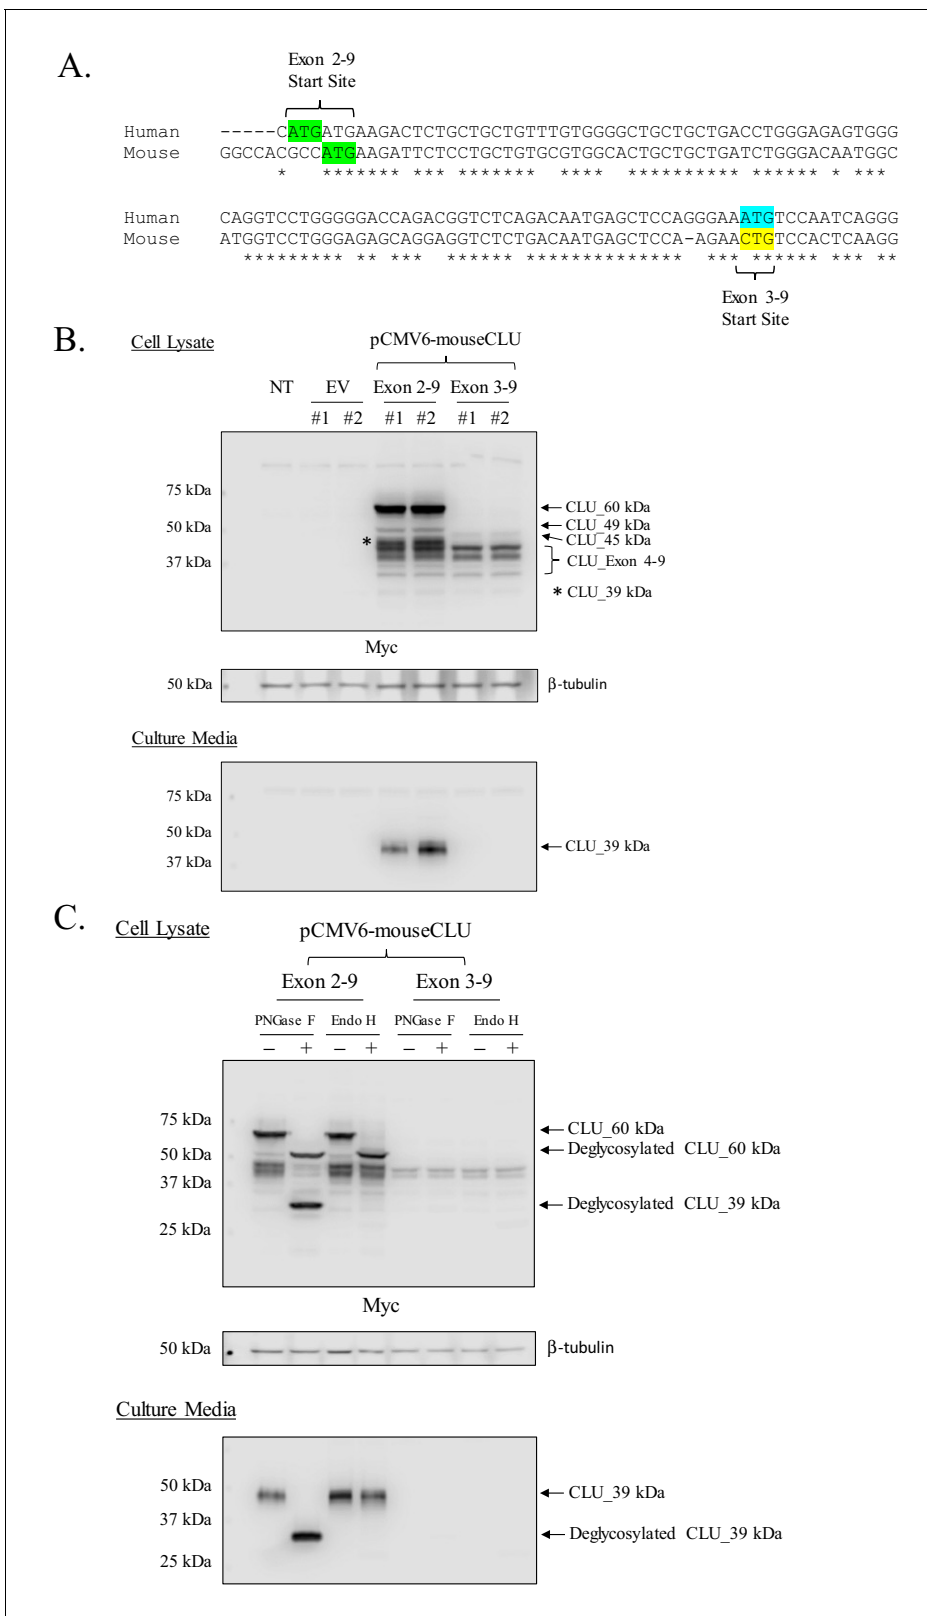 A.
Exon 2-9
Start Site
Human -----CATGATGAAGACTCTGCTGCTGTTTGTGGGGCTGCTGCTGACCTGGGAGAGTGGG
Mouse GGCCACGCCATGAAGATTCTCCTGCTGTGCGTGGCACTGCTGCTGATCTGGGACAATGGC
* ******* *** ******* **** ********** ****** * ***
Human CAGGTCCTGGGGGACCAGACGGTCTCAGACAATGAGCTCCAGGGAAATGTCCAATCAGGG
Mouse ATGGTCCTGGGAGAGCAGGAGGTCTCTGACAATGAGCTCCA-AGAACTGTCCACTCAAGG
********* ** *** ****** *************** *** ****** *** **
Exon 3-9
Start Site
B.
Cell Lysate
pCMV6-mouseCLU
NT EV Exon 2-9 Exon 3-9
#1 #2 #1 #2 #1 #2
75 kDa
50 kDa
37 kDa
*
CLU_60 kDa
CLU_49 kDa
CLU_45 kDa
CLU_Exon 4-9
* CLU_39 kDa
Myc
50 kDa
β-tubulin
Culture Media
75 kDa
50 kDa
37 kDa
CLU_39 kDa
C.
Cell Lysate
pCMV6-mouseCLU
Exon 2-9 Exon 3-9
PNGase F Endo H PNGase F Endo H
– + – + – + – +
75 kDa
50 kDa
37 kDa
25 kDa
CLU_60 kDa
Deglycosylated CLU_60 kDa
Deglycosylated CLU_39 kDa
Myc
50 kDa
β-tubulin
Culture Media
50 kDa
37 kDa
25 kDa
CLU_39 kDa
Deglycosylated CLU_39 kDa